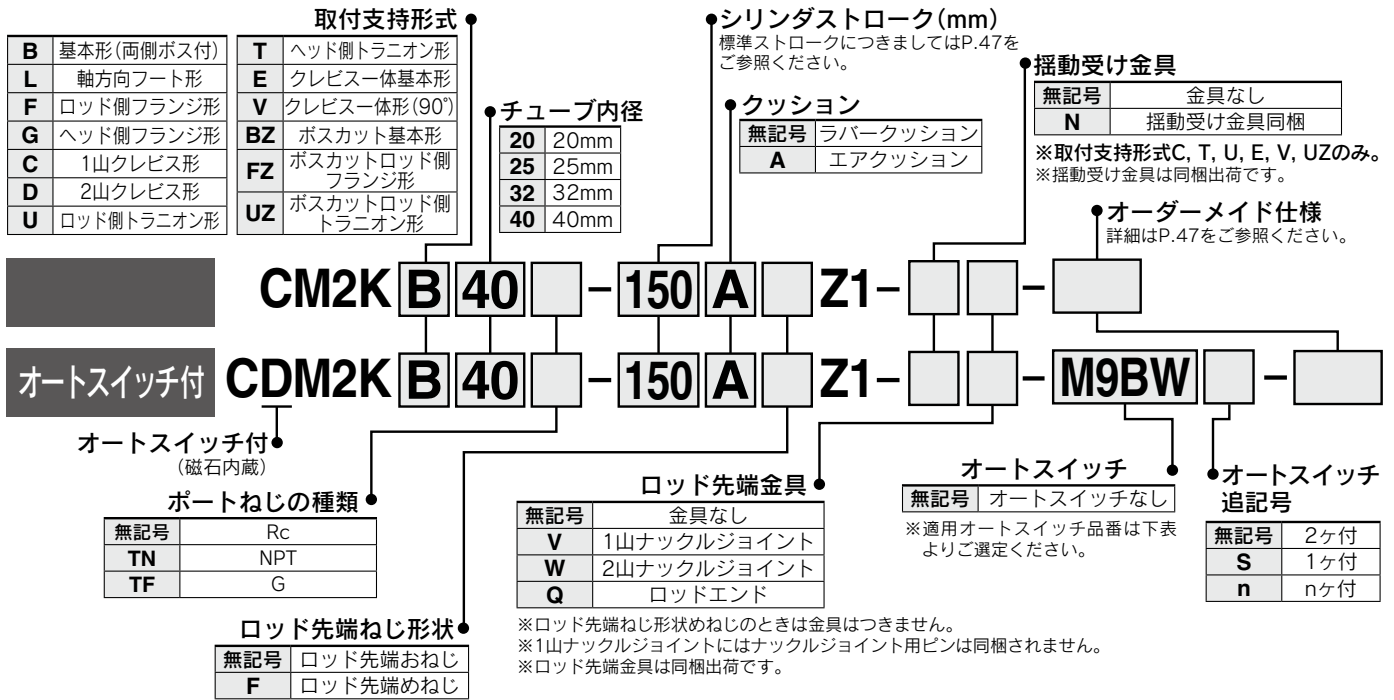 取付支持形式
B 基本形(両側ボス付)
L 軸方向フート形
F ロッド側フランジ形
G ヘッド側フランジ形
C 1山クレビス形
D 2山クレビス形
U ロッド側トラニオン形
T ヘッド側トラニオン形
E クレビス一体基本形
V クレビス一体形(90°)
BZ ボスカット基本形
FZ ボスカットロッド側
フランジ形
UZ ボスカットロッド側
トラニオン形
チューブ内径
20 20mm
25 25mm
32 32mm
40 40mm
シリンダストローク(mm)
標準ストロークにつきましてはP.47を
ご参照ください。
クッション
無記号 ラバークッション
A エアクッション
揺動受け金具
無記号 金具なし
N 揺動受け金具同梱
※取付支持形式C, T, U, E, V, UZのみ。
※揺動受け金具は同梱出荷です。
オーダーメイド仕様
詳細はP.47をご参照ください。
CM2K B 40 - 150 A Z1- -
オートスイッチ付 CDM2K B 40 - 150 A Z1- - M9BW -
オートスイッチ付
(磁石内蔵)
ポートねじの種類
無記号 Rc
TN NPT
TF G
ロッド先端ねじ形状
無記号 ロッド先端おねじ
F ロッド先端めねじ
ロッド先端金具
無記号 金具なし
V 1山ナックルジョイント
W 2山ナックルジョイント
Q ロッドエンド
※ロッド先端ねじ形状めねじのときは金具はつきません。
※1山ナックルジョイントにはナックルジョイント用ピンは同梱されません。
※ロッド先端金具は同梱出荷です。
オートスイッチ
無記号 オートスイッチなし
※適用オートスイッチ品番は下表
よりご選定ください。
オートスイッチ
追記号
無記号 2ヶ付
S 1ヶ付
n nヶ付